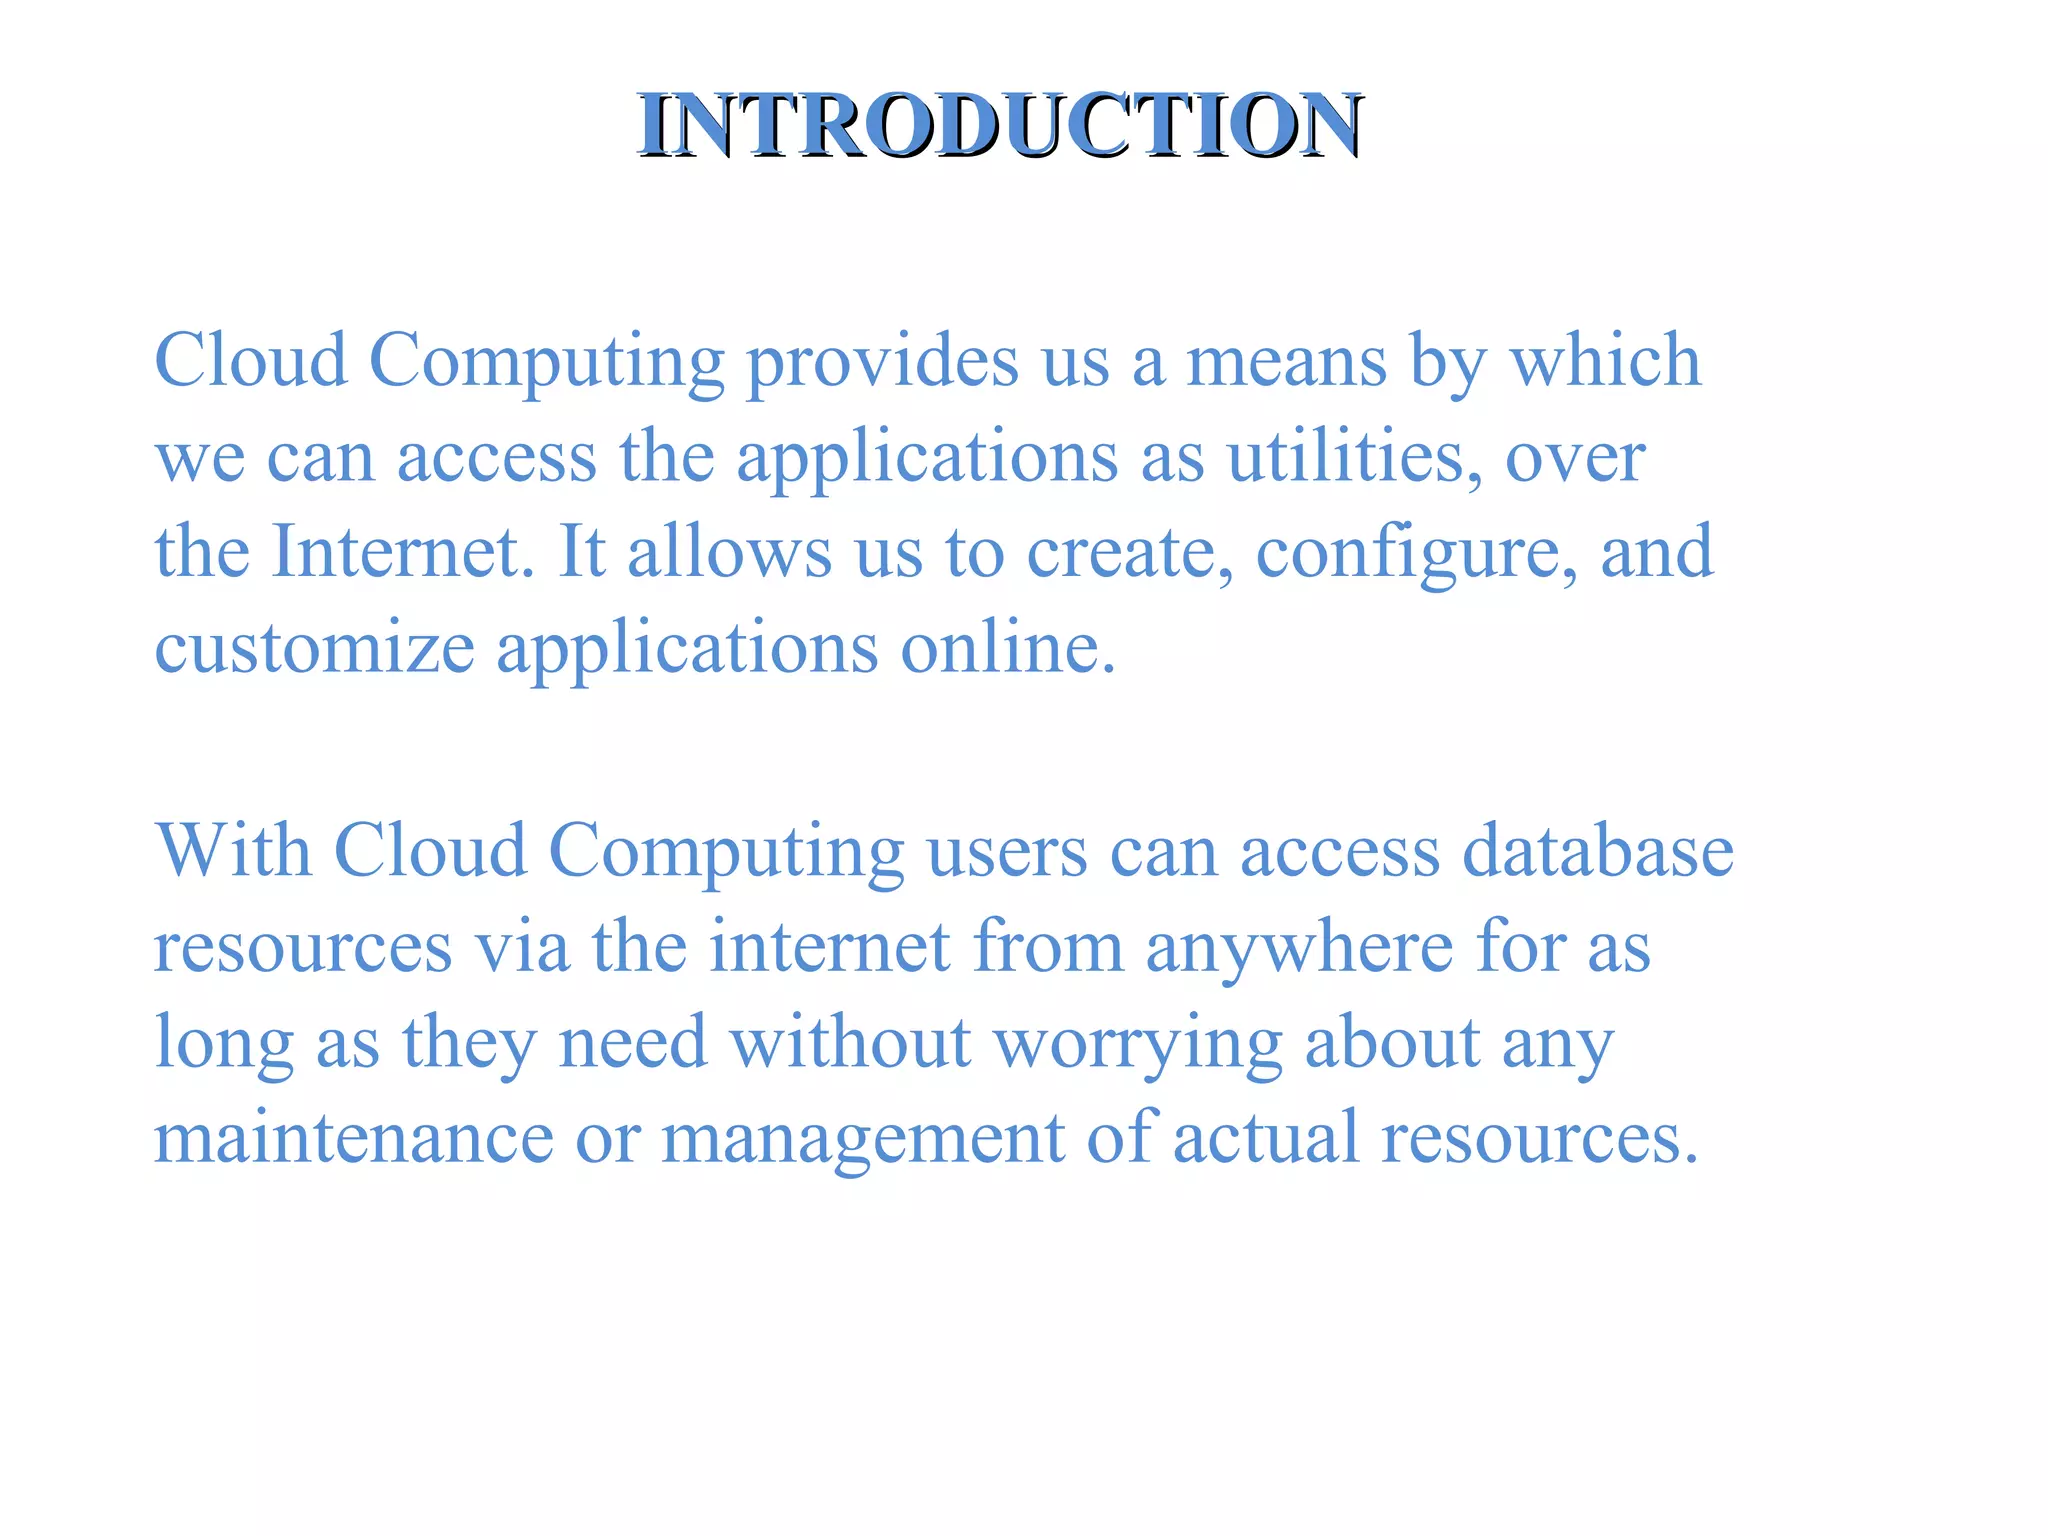 INTRODUCTION
Cloud Computing provides us a means by which
we can access the applications as utilities, over
the Internet. It allows us to create, configure, and
customize applications online.
With Cloud Computing users can access database
resources via the internet from anywhere for as
long as they need without worrying about any
maintenance or management of actual resources.